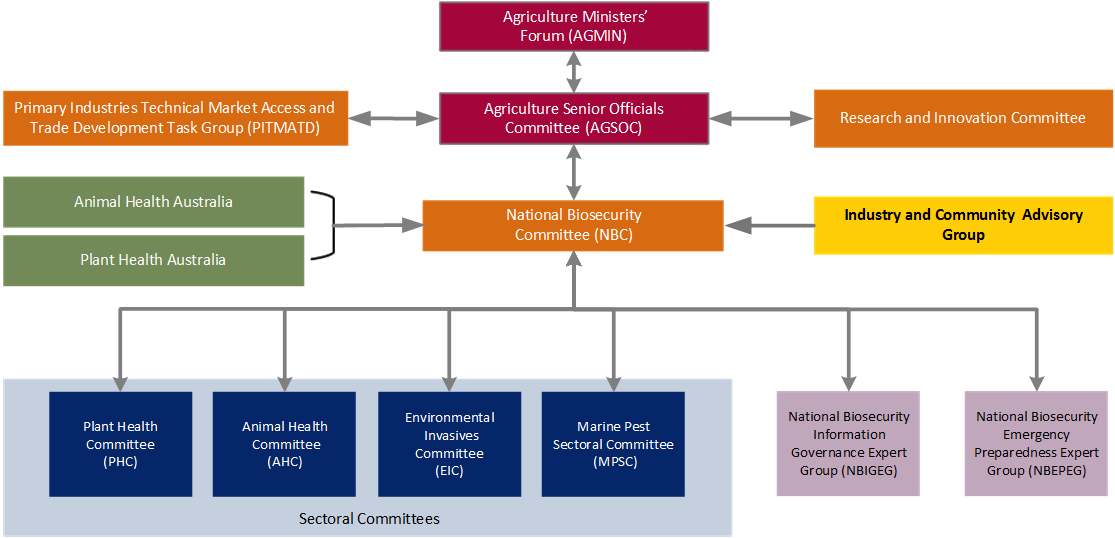 Agriculture Ministers’
Forum (AGMIN)
Primary Industries Technical Market Access and
Trade Development Task Group (PITMATD)
Agriculture Senior Officials
Committee (AGSOC)
Research and Innovation Committee
Animal Health Australia
Plant Health Australia
National Biosecurity
Committee (NBC)
Industry and Community Advisory
Group
Plant Health
Committee
(PHC)
Animal Health
Committee
(AHC)
Environmental
Invasives
Committee
(EIC)
Marine Pest
Sectoral Committee
(MPSC)
National Biosecurity
Information
Governance Expert
Group (NBIGEG)
National Biosecurity
Emergency
Preparedness Expert
Group (NBEPEG)
Sectoral Committees